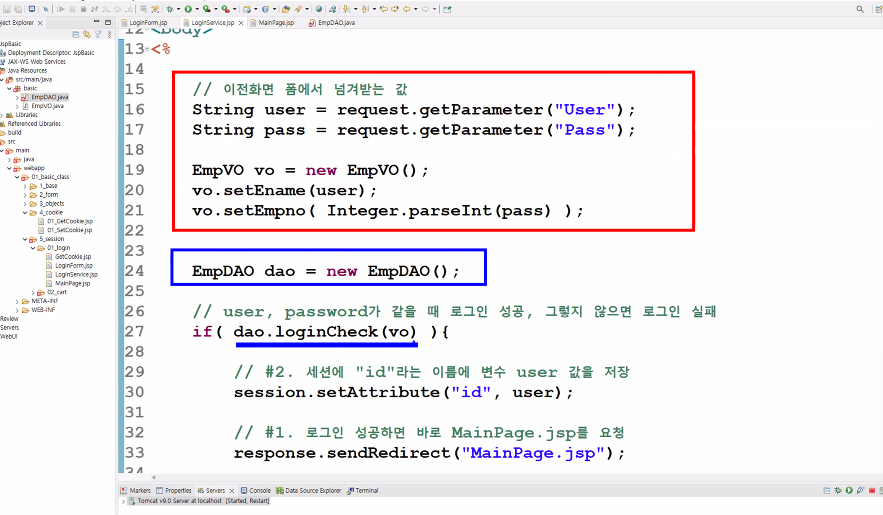 LoginForm.jsp LoginService.jsp MainPage.jsp EmpDAO.java
ject Explorer
JspBasic
Deployment Descriptor: JspBasic
JAX-WS Web Services
Java Resources
src/main/java
basic
EmpDAO.java
EmpVO.java
Libraries
Referenced Libraries
build
src
main
java
webapp
01_basic_class
1_base
2_form
3_objects
4_cookie
01_GetCookie.jsp
01_SetCookie.jsp
5_session
01_login
GetCookie.jsp
LoginForm.jsp
LoginService.jsp
MainPage.jsp
02_cart
META-INF
WEB-INF
Review
Servers
WebUI
12 <body>
13 <%
14
15 // 이전화면 폼에서 넘겨받는 값
16 String user = request.getParameter("User");
17 String pass = request.getParameter("Pass");
18
19 EmpVO vo = new EmpVO();
20 vo.setEname(user);
21 vo.setEmpno( Integer.parseInt(pass) );
22
23
24 EmpDAO dao = new EmpDAO();
25
26 // user, password가 같을 때 로그인 성공, 그렇지 않으면 로그인 실패
27 if( dao.loginCheck(vo) ){
28
29 // #2. 세션에 "id"라는 이름에 변수 user 값을 저장
30 session.setAttribute("id", user);
31
32 // #1. 로그인 성공하면 바로 MainPage.jsp를 요청
33 response.sendRedirect("MainPage.jsp");
34
Markers Properties Servers Console Data Source Explorer Terminal
Tomcat v9.0 Server at localhost [Started, Restart]